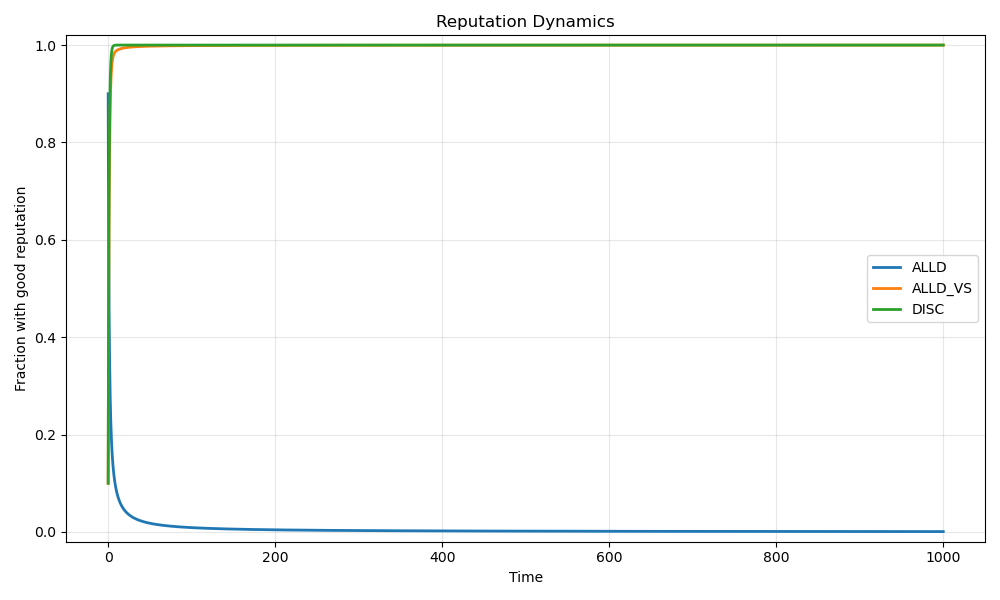 Reputation Dynamics
Fraction with good reputation
1.0
0.8
0.6
0.4
0.2
0.0
ALLD
ALLD_VS
DISC
0 200 400 600 800 1000
Time